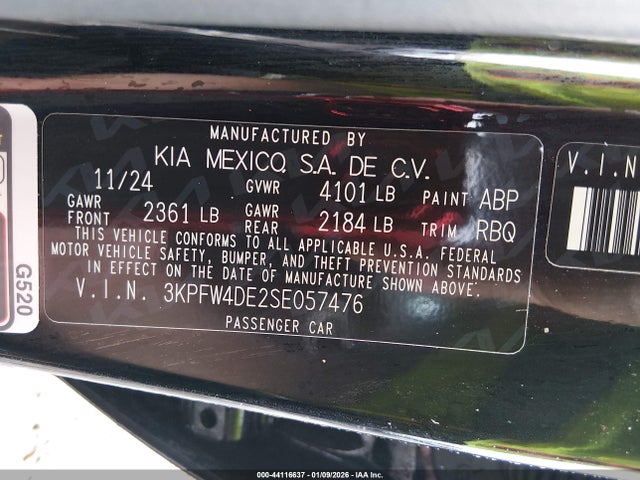 MANUFACTURED BY
KIA MEXICO, S.A. DE C.V.
11/24 GVWR 4101 LB PAINT ABP
GAWR FRONT 2361 LB GAWR REAR 2184 LB TRIM RBQ
THIS VEHICLE CONFORMS TO ALL APPLICABLE U.S.A. FEDERAL
MOTOR VEHICLE SAFETY, BUMPER, AND THEFT PREVENTION STANDARDS
IN EFFECT ON THE DATE OF MANUFACTURE SHOWN ABOVE.
V.I.N. 3KPFW4DE2SE057476
PASSENGER CAR
G520
V.I.N
000-44116637 - 01/09/2026 - IAA Inc.